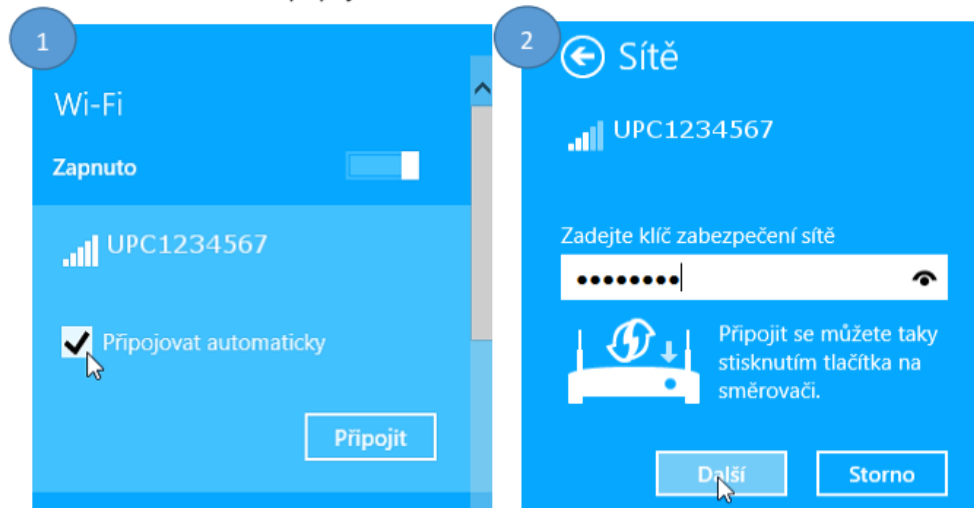 1
Wi-Fi
Zapnuto
UPC1234567
Připojovat automaticky
Připojit
2
Sítě
UPC1234567
Zadejte klíč zabezpečení sítě
Připojit se můžete taky
stisknutím tlačítka na
směrovači.
Další
Storno